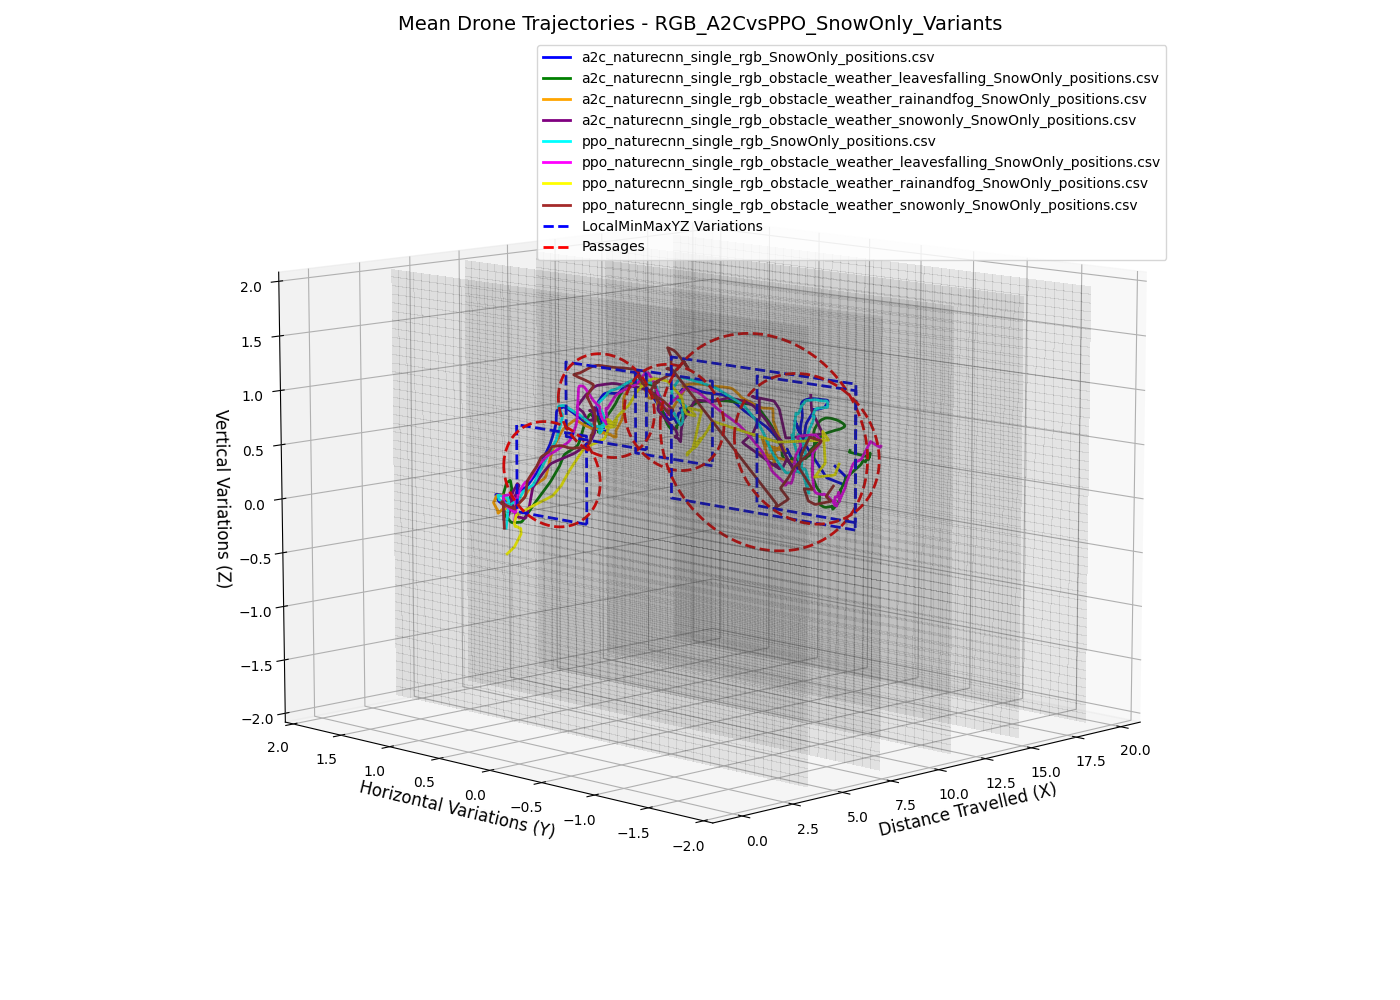 Mean Drone Trajectories - RGB_A2CvsPPO_SnowOnly_Variants
a2c_naturecnn_single_rgb_SnowOnly_positions.csv
a2c_naturecnn_single_rgb_obstacle_weather_leavesfalling_SnowOnly_positions.csv
a2c_naturecnn_single_rgb_obstacle_weather_rainandfog_SnowOnly_positions.csv
a2c_naturecnn_single_rgb_obstacle_weather_snowonly_SnowOnly_positions.csv
ppo_naturecnn_single_rgb_SnowOnly_positions.csv
ppo_naturecnn_single_rgb_obstacle_weather_leavesfalling_SnowOnly_positions.csv
ppo_naturecnn_single_rgb_obstacle_weather_rainandfog_SnowOnly_positions.csv
ppo_naturecnn_single_rgb_obstacle_weather_snowonly_SnowOnly_positions.csv
LocalMinMaxYZ Variations
Passages
2.0
1.5
1.0
0.5
0.0
−0.5
−1.0
−1.5
−2.0
Vertical Variations (Z)
2.0
1.5
1.0
0.5
0.0
−0.5
−1.0
−1.5
−2.0
Horizontal Variations (Y)
0.0
2.5
5.0
7.5
10.0
12.5
15.0
17.5
20.0
Distance Travelled (X)